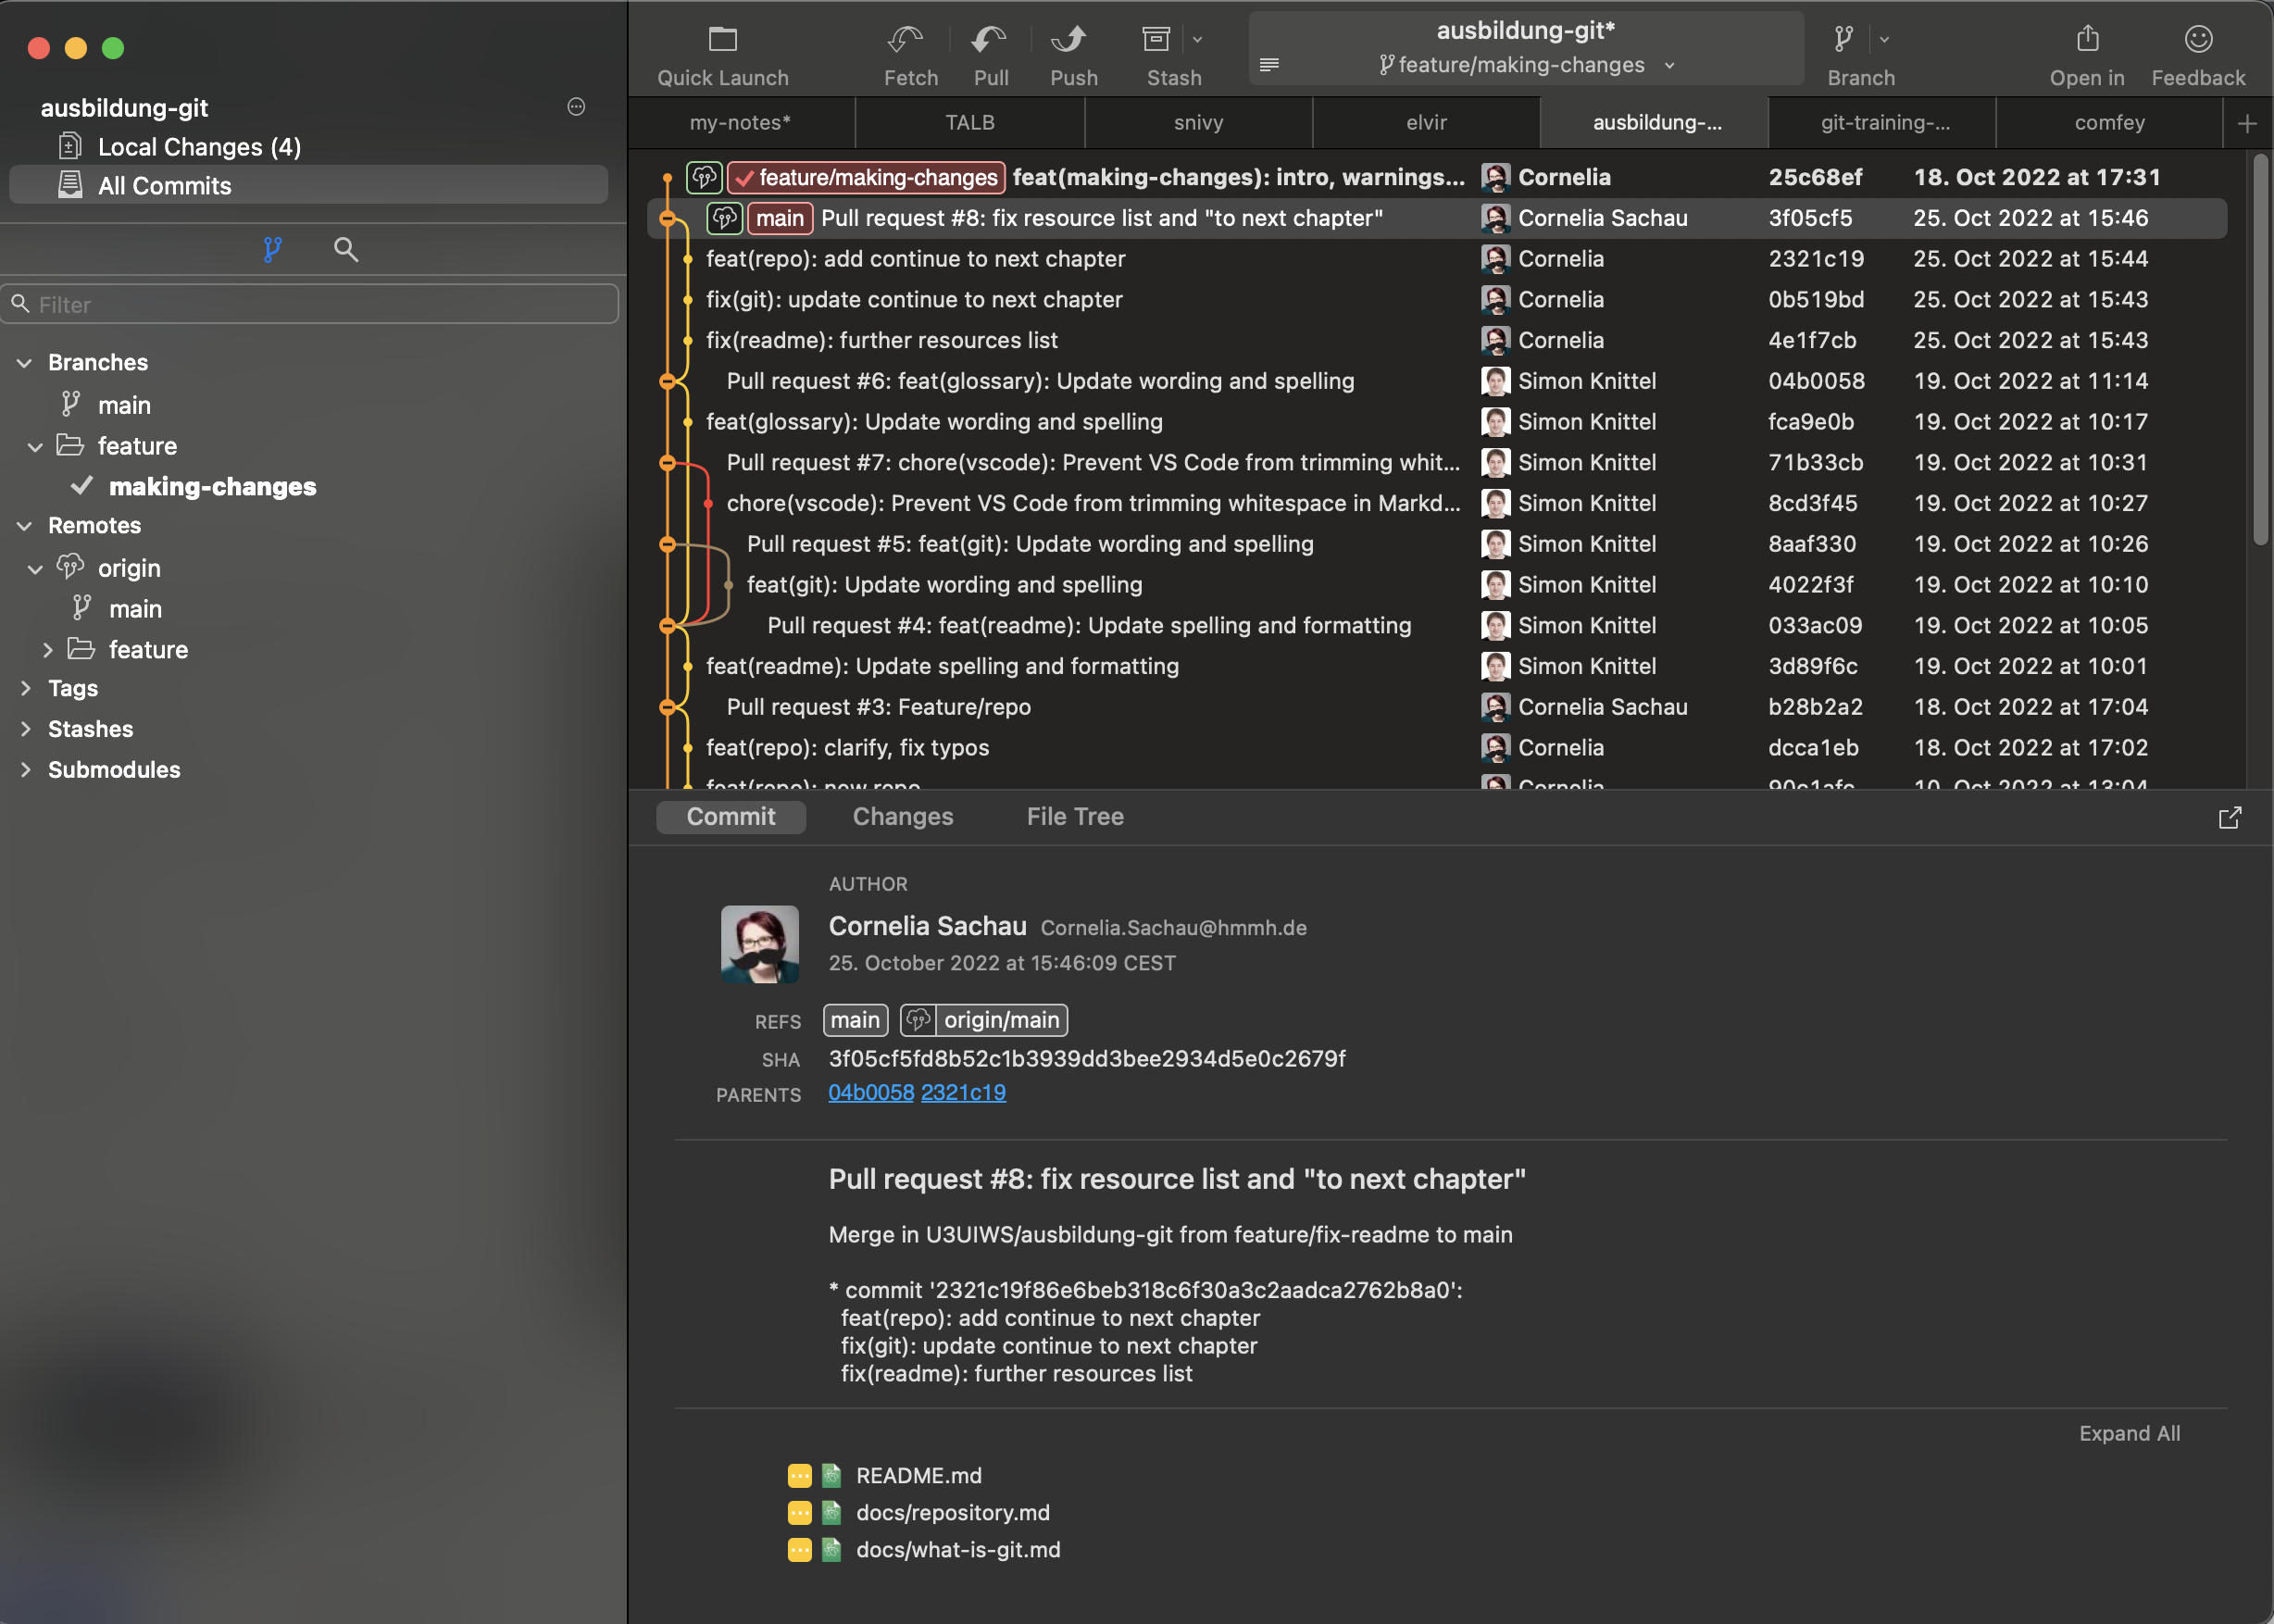 ausbildung-git
Local Changes (4)
All Commits
Filter
Branches
main
feature
making-changes
Remotes
origin
main
feature
Tags
Stashes
Submodules
Quick Launch
Fetch
Pull
Push
Stash
ausbildung-git*
feature/making-changes
Branch
Open in
Feedback
my-notes* TALB snivy elvir ausbildung-... git-training-... comfey
feature/making-changes feat(making-changes): intro, warnings... Cornelia 25c68ef 18. Oct 2022 at 17:31
main Pull request #8: fix resource list and "to next chapter" Cornelia Sachau 3f05cf5 25. Oct 2022 at 15:46
feat(repo): add continue to next chapter Cornelia 2321c19 25. Oct 2022 at 15:44
fix(git): update continue to next chapter Cornelia 0b519bd 25. Oct 2022 at 15:43
fix(readme): further resources list Cornelia 4e1f7cb 25. Oct 2022 at 15:43
Pull request #6: feat(glossary): Update wording and spelling Simon Knittel 04b0058 19. Oct 2022 at 11:14
feat(glossary): Update wording and spelling Simon Knittel fca9e0b 19. Oct 2022 at 10:17
Pull request #7: chore(vscode): Prevent VS Code from trimming whit... Simon Knittel 71b33cb 19. Oct 2022 at 10:31
chore(vscode): Prevent VS Code from trimming whitespace in Markd... Simon Knittel 8cd3f45 19. Oct 2022 at 10:27
Pull request #5: feat(git): Update wording and spelling Simon Knittel 8aaf330 19. Oct 2022 at 10:26
feat(git): Update wording and spelling Simon Knittel 4022f3f 19. Oct 2022 at 10:10
Pull request #4: feat(readme): Update spelling and formatting Simon Knittel 033ac09 19. Oct 2022 at 10:05
feat(readme): Update spelling and formatting Simon Knittel 3d89f6c 19. Oct 2022 at 10:01
Pull request #3: Feature/repo Cornelia Sachau b28b2a2 18. Oct 2022 at 17:04
feat(repo): clarify, fix typos Cornelia dcca1eb 18. Oct 2022 at 17:02
feat(repo): new repo Cornelia
Commit Changes File Tree
AUTHOR
Cornelia Sachau Cornelia.Sachau@hmmh.de
25. October 2022 at 15:46:09 CEST
REFS main origin/main
SHA 3f05cf5fd8b52c1b3939dd3bee2934d5e0c2679f
PARENTS 04b0058 2321c19
Pull request #8: fix resource list and "to next chapter"
Merge in U3UIWS/ausbildung-git from feature/fix-readme to main
* commit '2321c19f86e6beb318c6f30a3c2aadca2762b8a0':
feat(repo): add continue to next chapter
fix(git): update continue to next chapter
fix(readme): further resources list
Expand All
README.md
docs/repository.md
docs/what-is-git.md